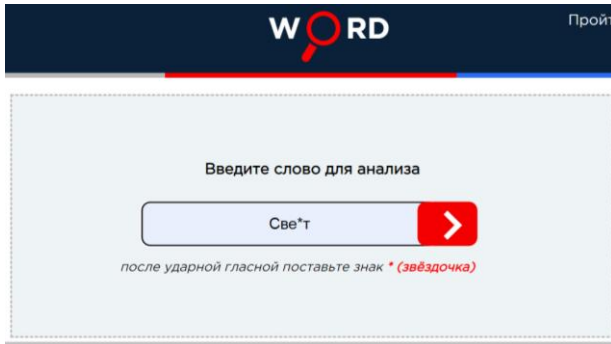 WORD
Пройт
Введите слово для анализа
Све*т
после ударной гласной поставьте знак * (звёздочка)